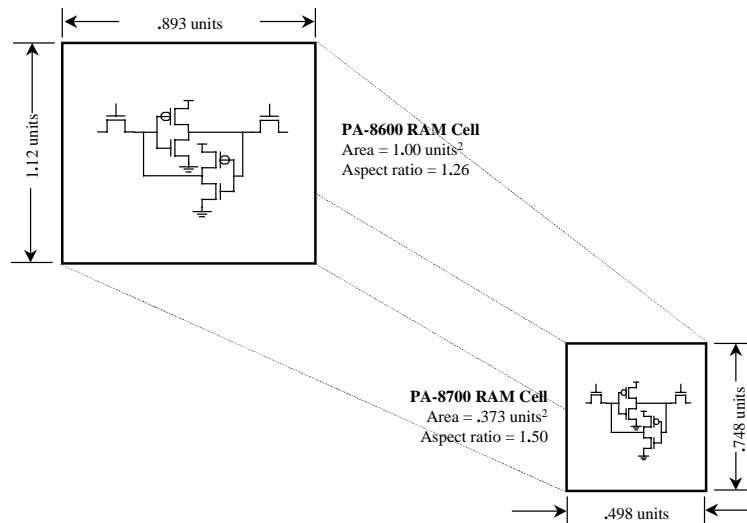 .893 units
1.12 units
PA-8600 RAM Cell
Area = 1.00 units²
Aspect ratio = 1.26
PA-8700 RAM Cell
Area = .373 units²
Aspect ratio = 1.50
.748 units
.498 units